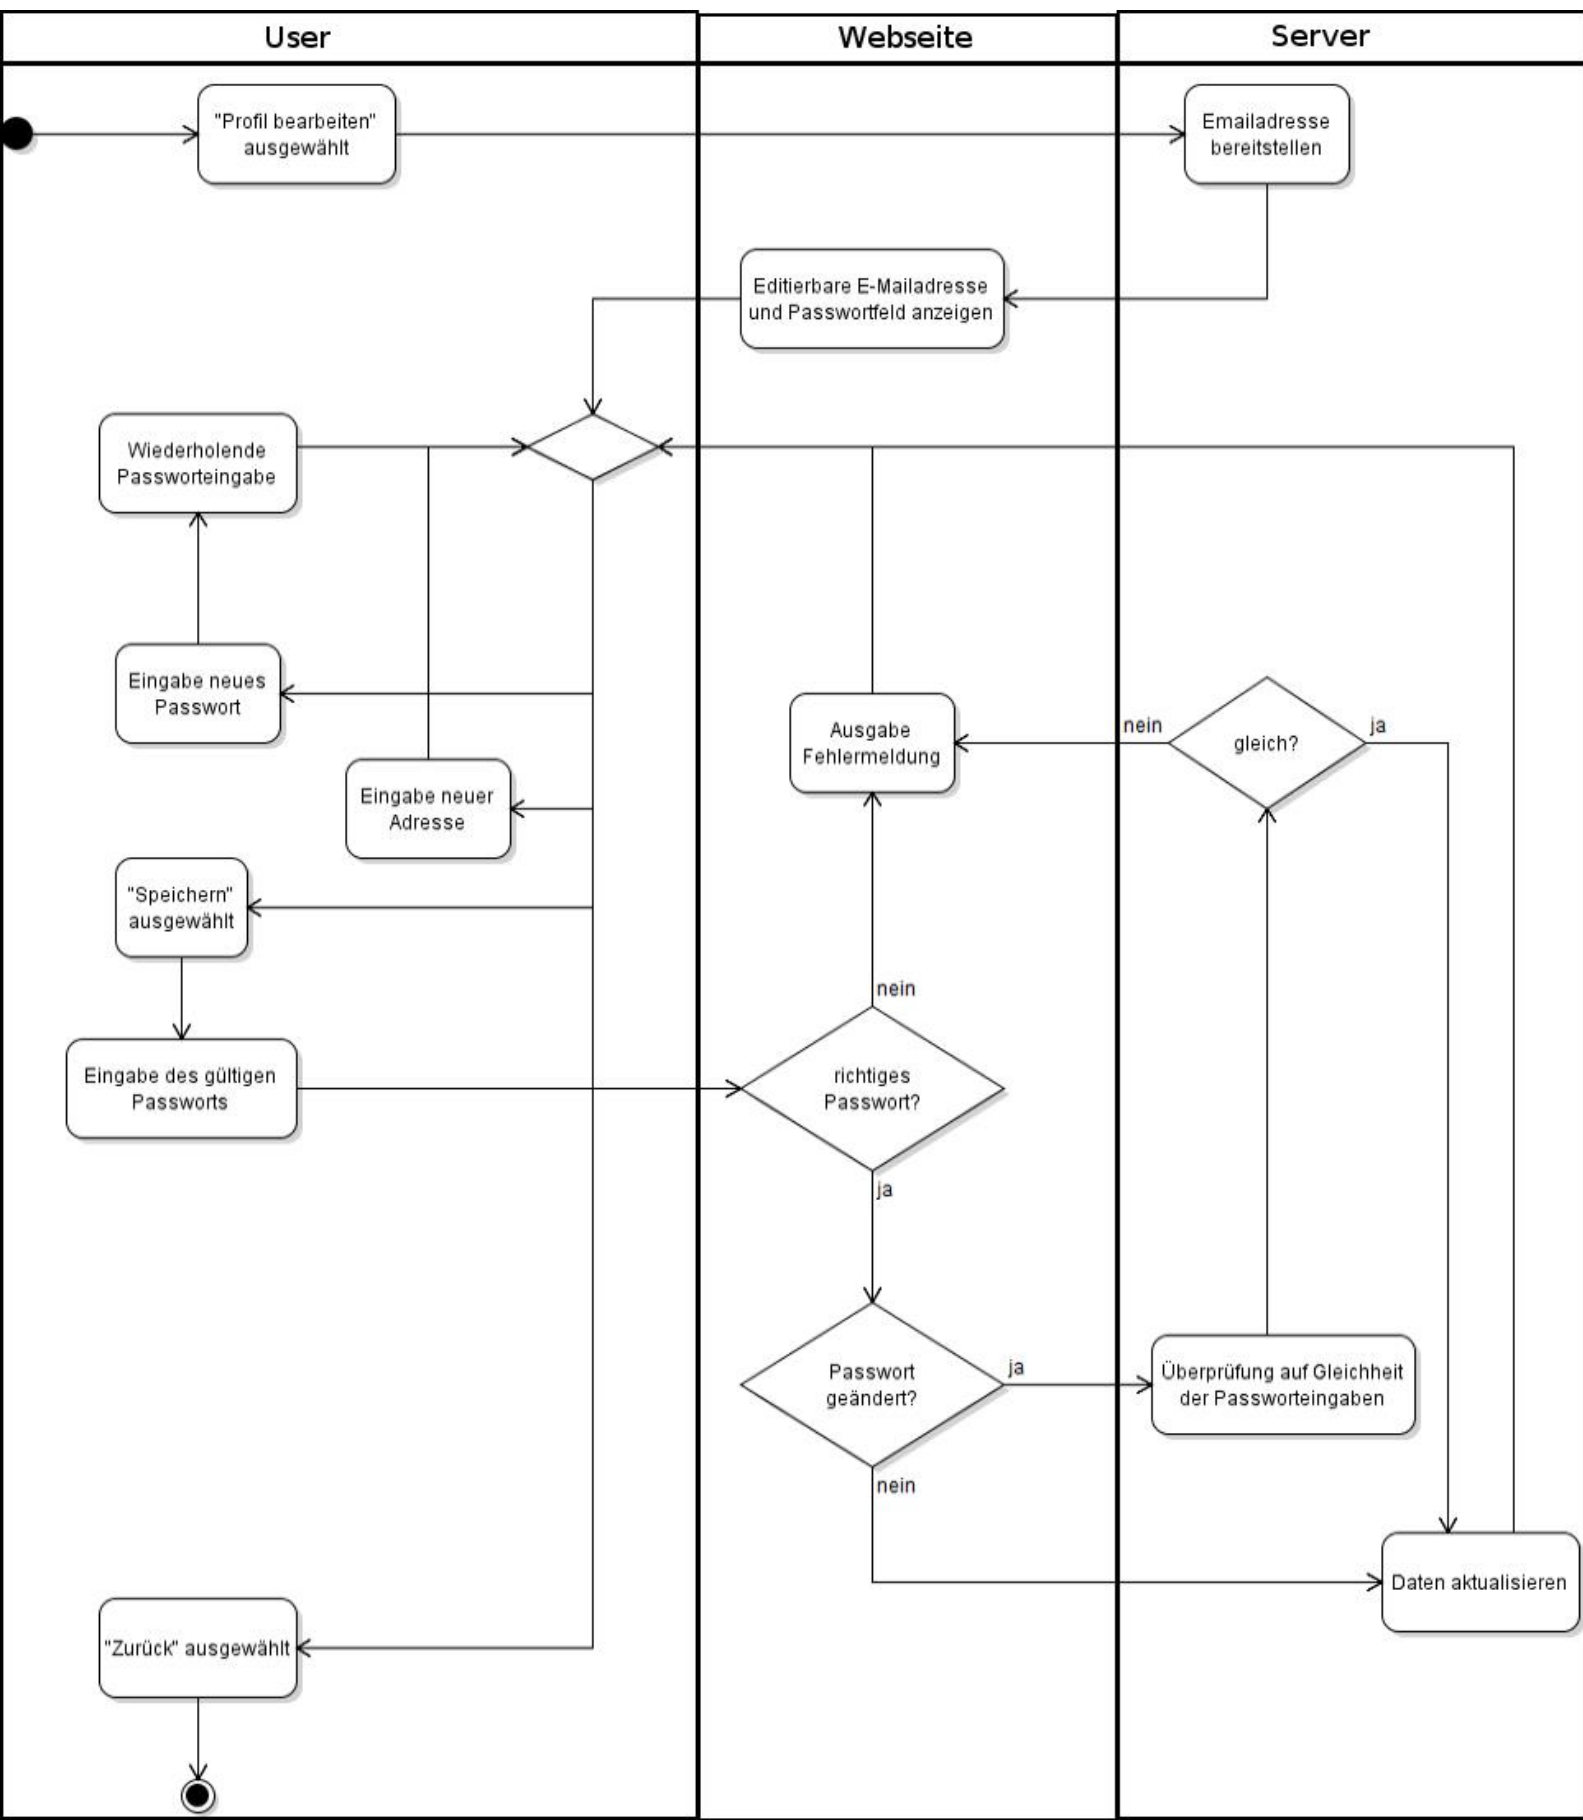 User
Webseite
Server
"Profil bearbeiten"
ausgewählt
Emailadresse
bereitstellen
Editierbare E-Mailadresse
und Passwortfeld anzeigen
Wiederholende
Passworteingabe
Eingabe neues
Passwort
Ausgabe
Fehlermeldung
nein
gleich?
ja
Eingabe neuer
Adresse
"Speichern"
ausgewählt
nein
Eingabe des gültigen
Passworts
richtiges
Passwort?
ja
Passwort
geändert?
ja
Überprüfung auf Gleichheit
der Passworteingaben
nein
Daten aktualisieren
"Zurück" ausgewählt